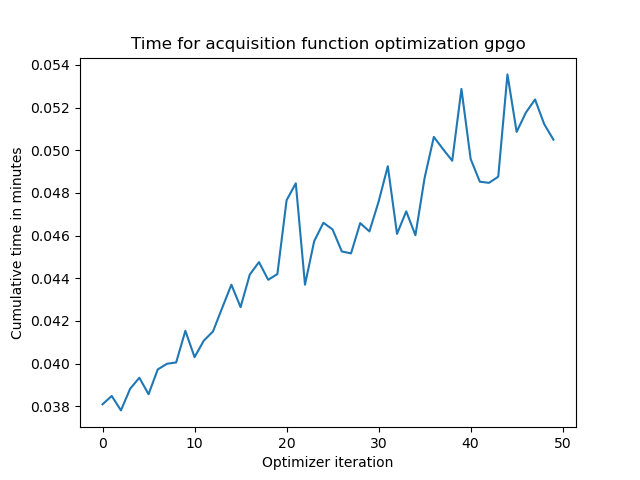 Time for acquisition function optimization gpgo
0.054
0.052
0.050
0.048
0.046
0.044
0.042
0.040
0.038
Cumulative time in minutes
0 10 20 30 40 50
Optimizer iteration